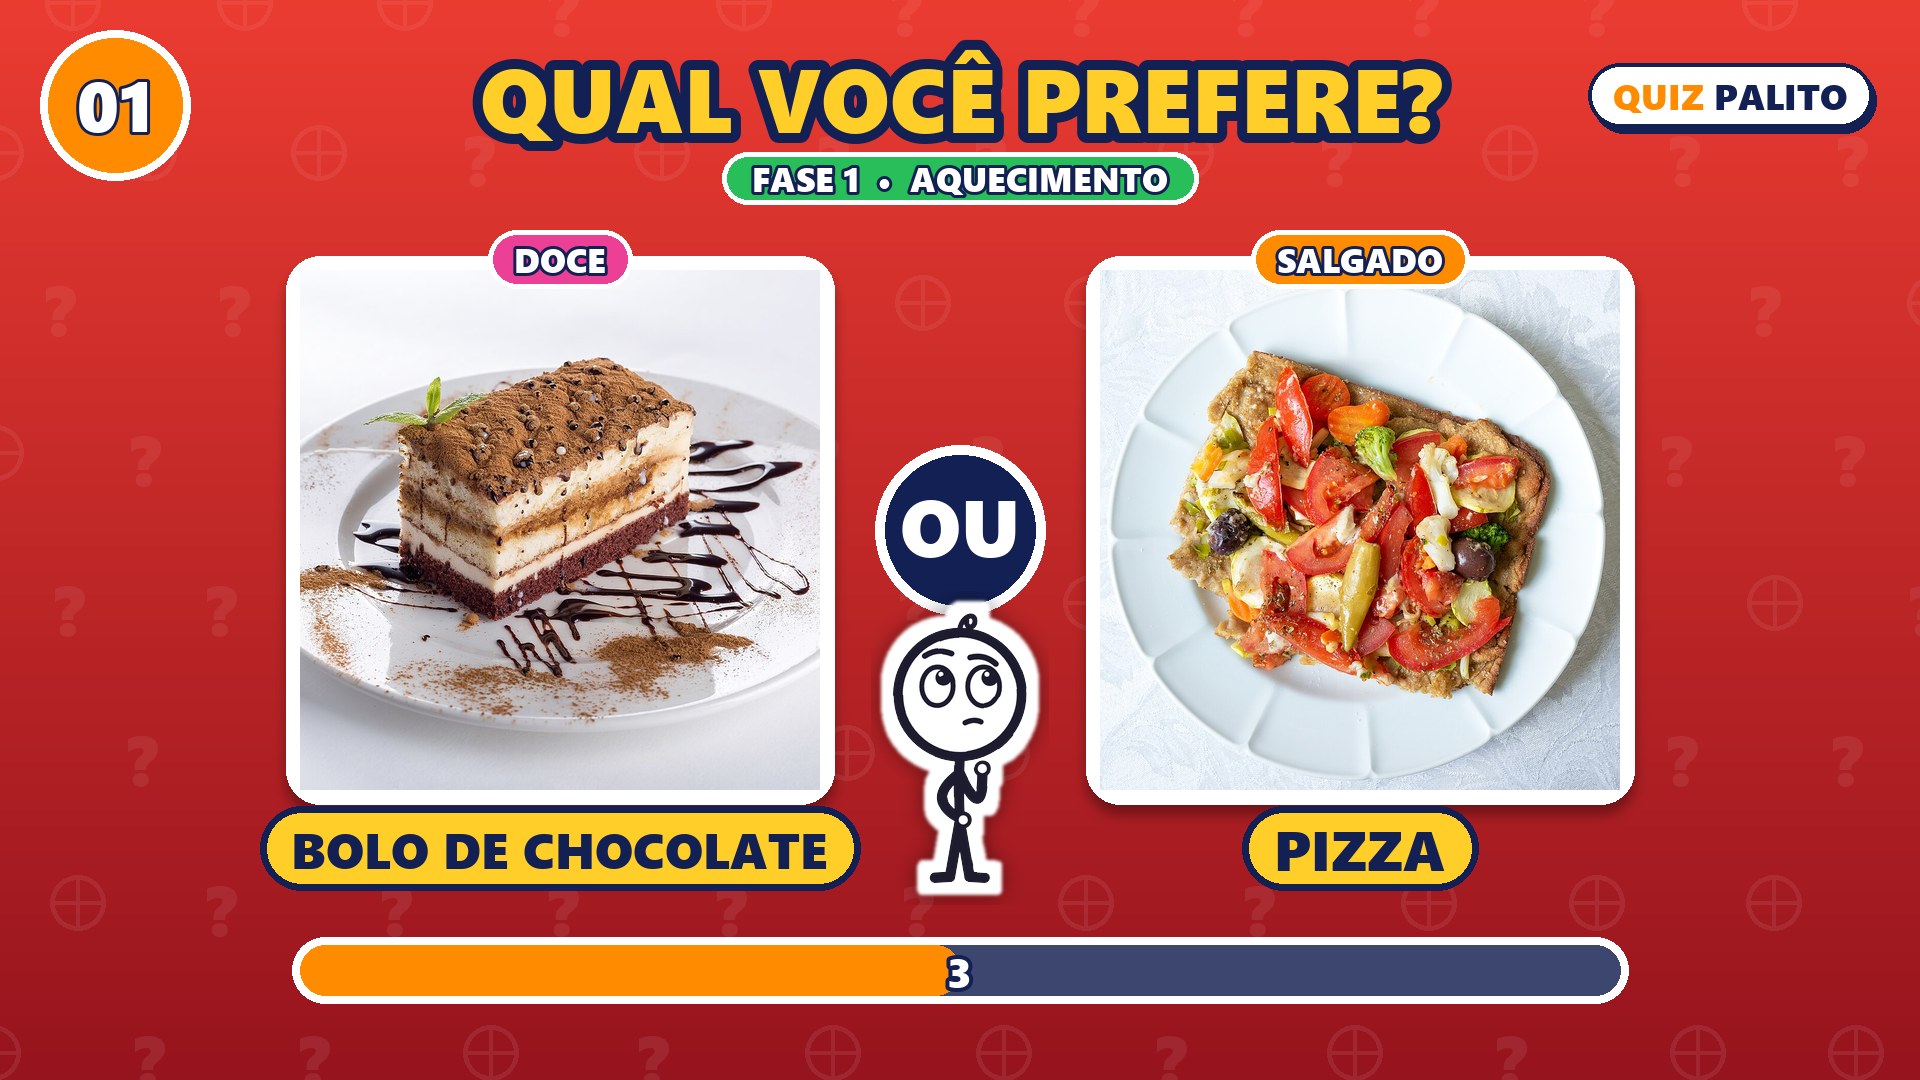 01
QUAL VOCÊ PREFERE?
QUIZ PALITO
FASE 1 • AQUECIMENTO
DOCE
SALGADO
OU
BOLO DE CHOCOLATE
PIZZA
3